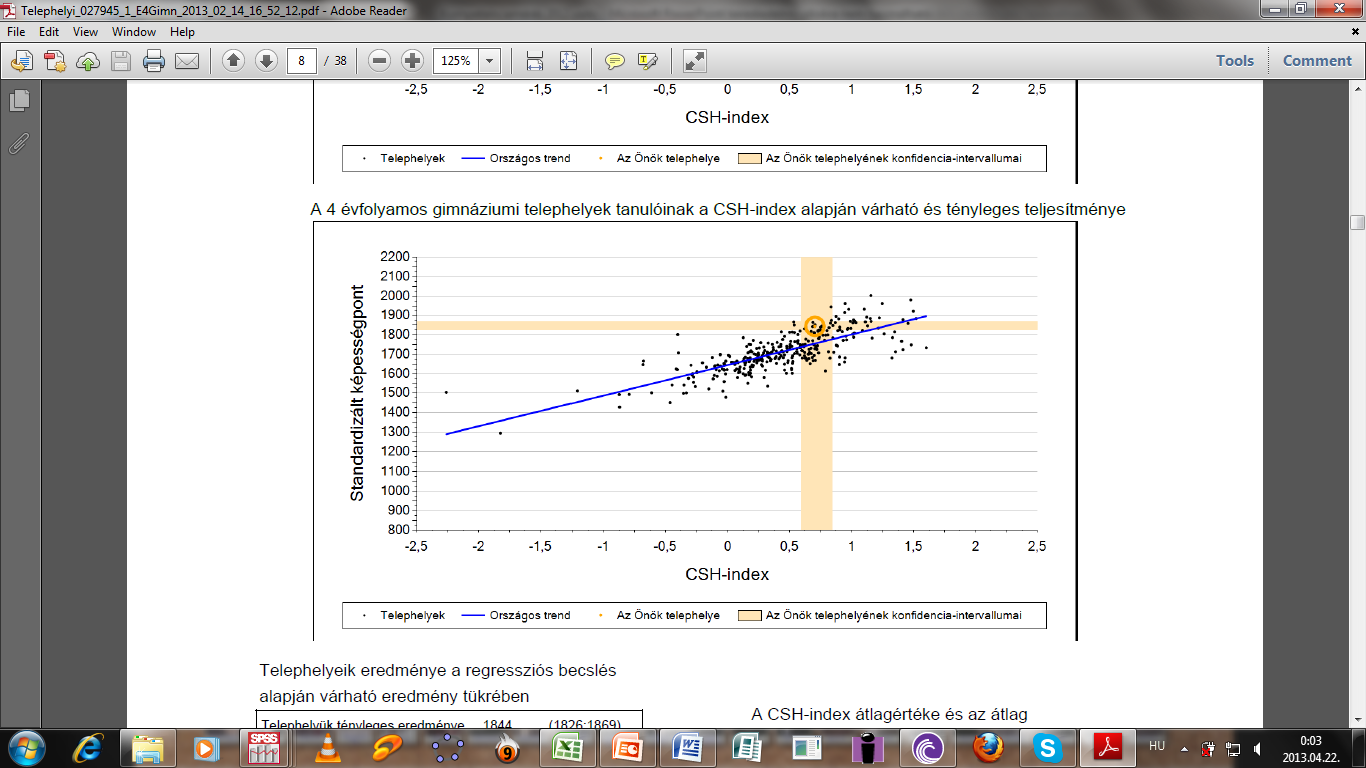 Telephelyi_027945_1_E4Gimn_2013_02_14_16_52_12.pdf - Adobe Reader
File Edit View Window Help
8 / 38 125% Tools Comment
-2,5 -2 -1,5 -1 -0,5 0 0,5 1 1,5 2 2,5
CSH-index
Telephelyek Országos trend Az Önök telephelye Az Önök telephelyének konfidencia-intervallumai
A 4 évfolyamos gimnáziumi telephelyek tanulóinak a CSH-index alapján várható és tényleges teljesítménye
Standardizált képességpont
2200
2100
2000
1900
1800
1700
1600
1500
1400
1300
1200
1100
1000
900
800
-2,5 -2 -1,5 -1 -0,5 0 0,5 1 1,5 2 2,5
CSH-index
Telephelyek Országos trend Az Önök telephelye Az Önök telephelyének konfidencia-intervallumai
Telephelyeik eredménye a regressziós becslés
alapján várható eredmény tükrében
Telephelyük tényleges eredménye 1844 (1826;1869)
A CSH-index átlagértéke és az átlag
SPSS
9
HU
0:03
2013.04.22.